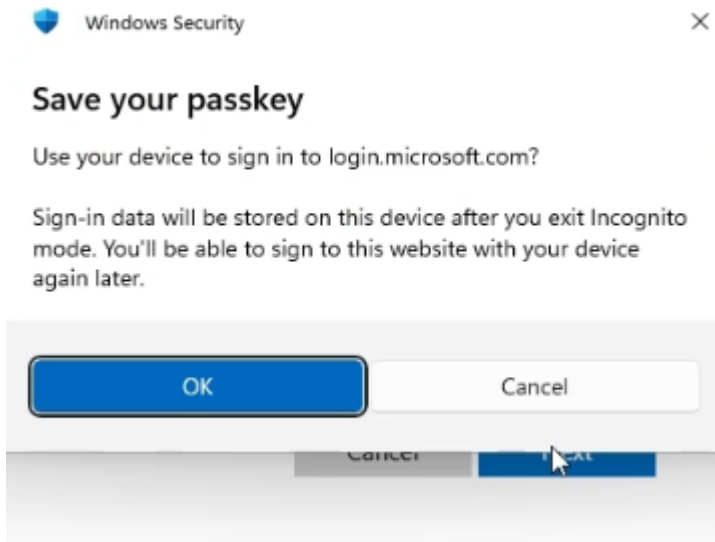 Windows Security
Save your passkey
Use your device to sign in to login.microsoft.com?
Sign-in data will be stored on this device after you exit Incognito
mode. You'll be able to sign to this website with your device
again later.
OK Cancel
Cancel Next